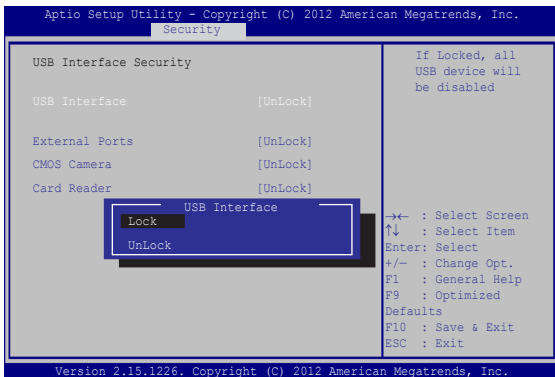 Aptio Setup Utility - Copyright (C) 2012 American Megatrends, Inc.
Security
USB Interface Security
USB Interface [UnLock]
External Ports [UnLock]
CMOS Camera [UnLock]
Card Reader [UnLock]
USB Interface
Lock
UnLock
If Locked, all
USB device will
be disabled
→← : Select Screen
↑↓ : Select Item
Enter: Select
+/— : Change Opt.
F1 : General Help
F9 : Optimized
Defaults
F10 : Save & Exit
ESC : Exit
Version 2.15.1226. Copyright (C) 2012 American Megatrends, Inc.